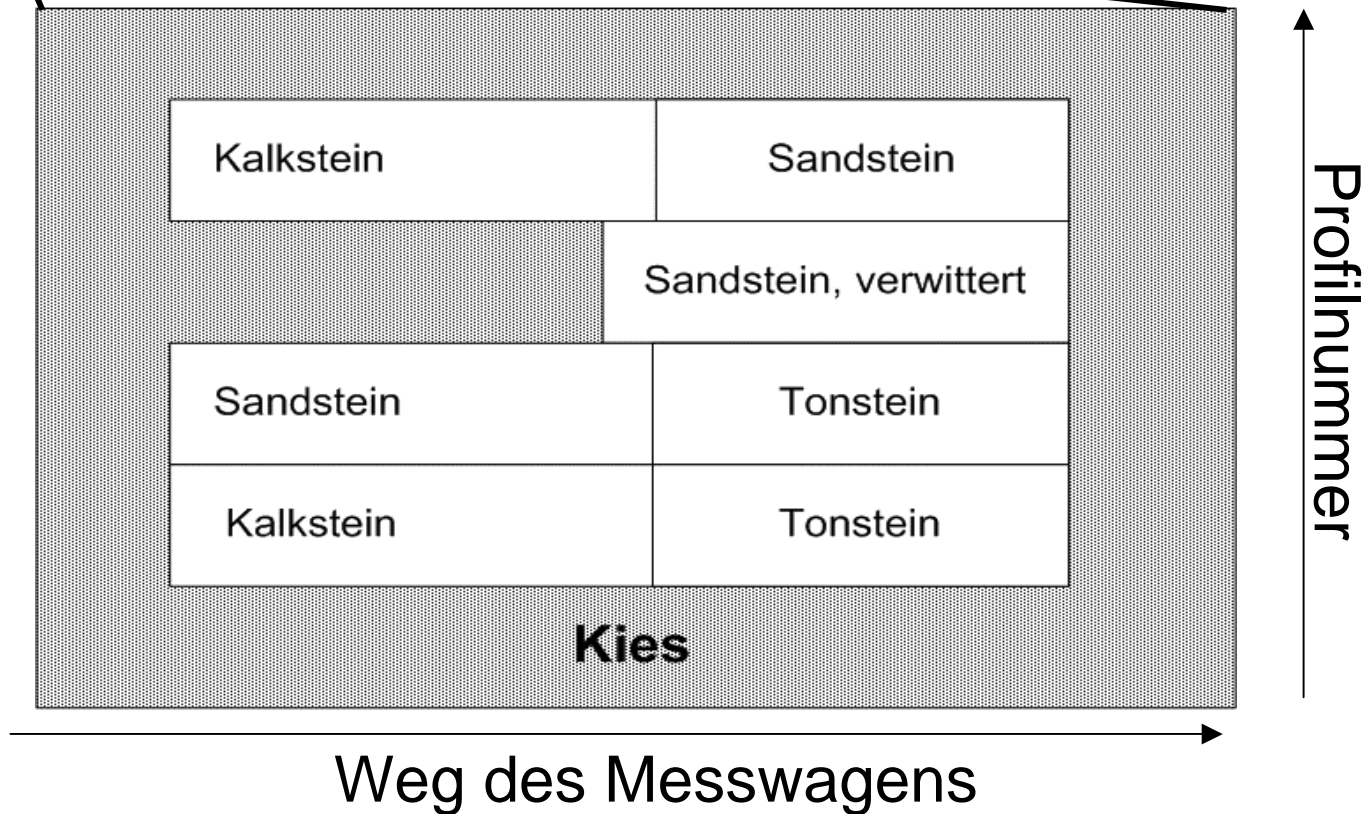 Kalkstein
Sandstein
Sandstein, verwittert
Sandstein
Tonstein
Kalkstein
Tonstein
Kies
Weg des Messwagens
Profilnummer